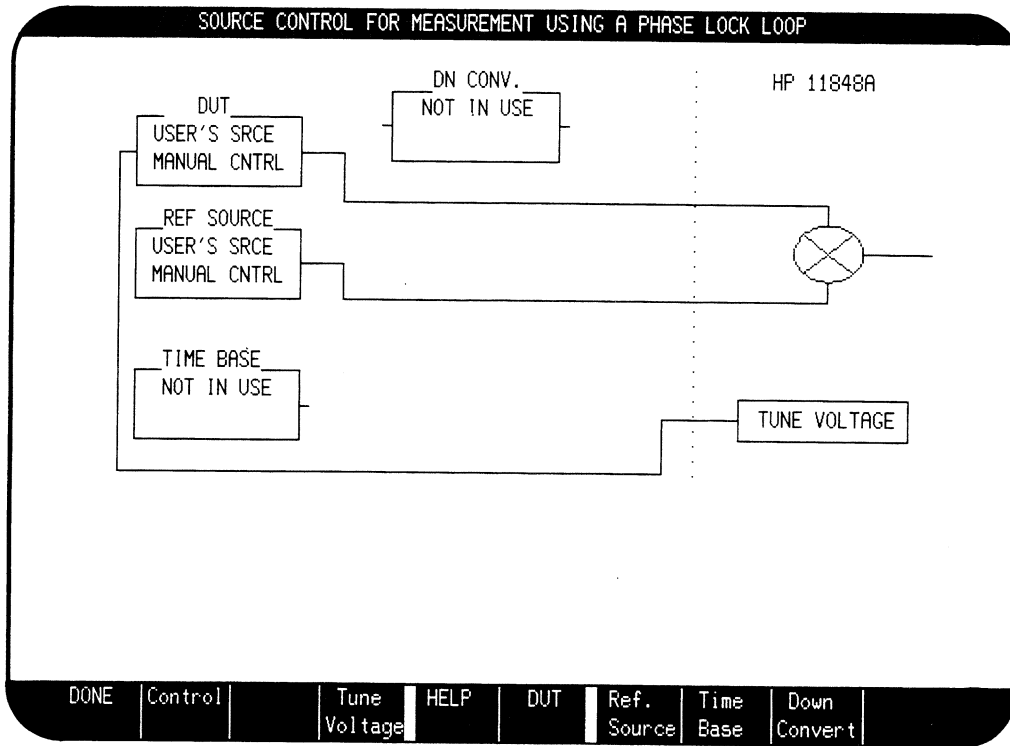 SOURCE CONTROL FOR MEASUREMENT USING A PHASE LOCK LOOP
DN CONV.
NOT IN USE
HP 11848A
DUT
USER'S SRCE
MANUAL CNTRL
REF SOURCE
USER'S SRCE
MANUAL CNTRL
TIME BASE
NOT IN USE
TUNE VOLTAGE
DONE
Control
Tune
Voltage
HELP
DUT
Ref.
Source
Time
Base
Down
Convert